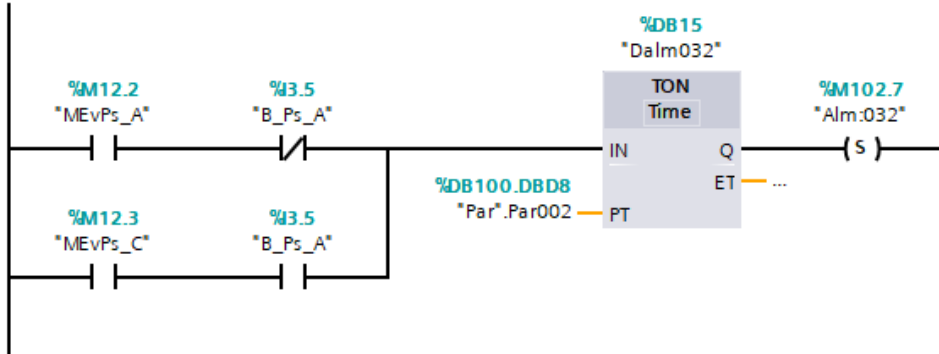 %DB15
"Dalm032"
%M12.2
%I3.5
TON
%M102.7
"MEvPs_A"
"B_Ps_A"
Time
"Alm:032"
IN
Q
S
%DB100.DBD8
ET
...
"Par".Par002
PT
%M12.3
%I3.5
"MEvPs_C"
"B_Ps_A"